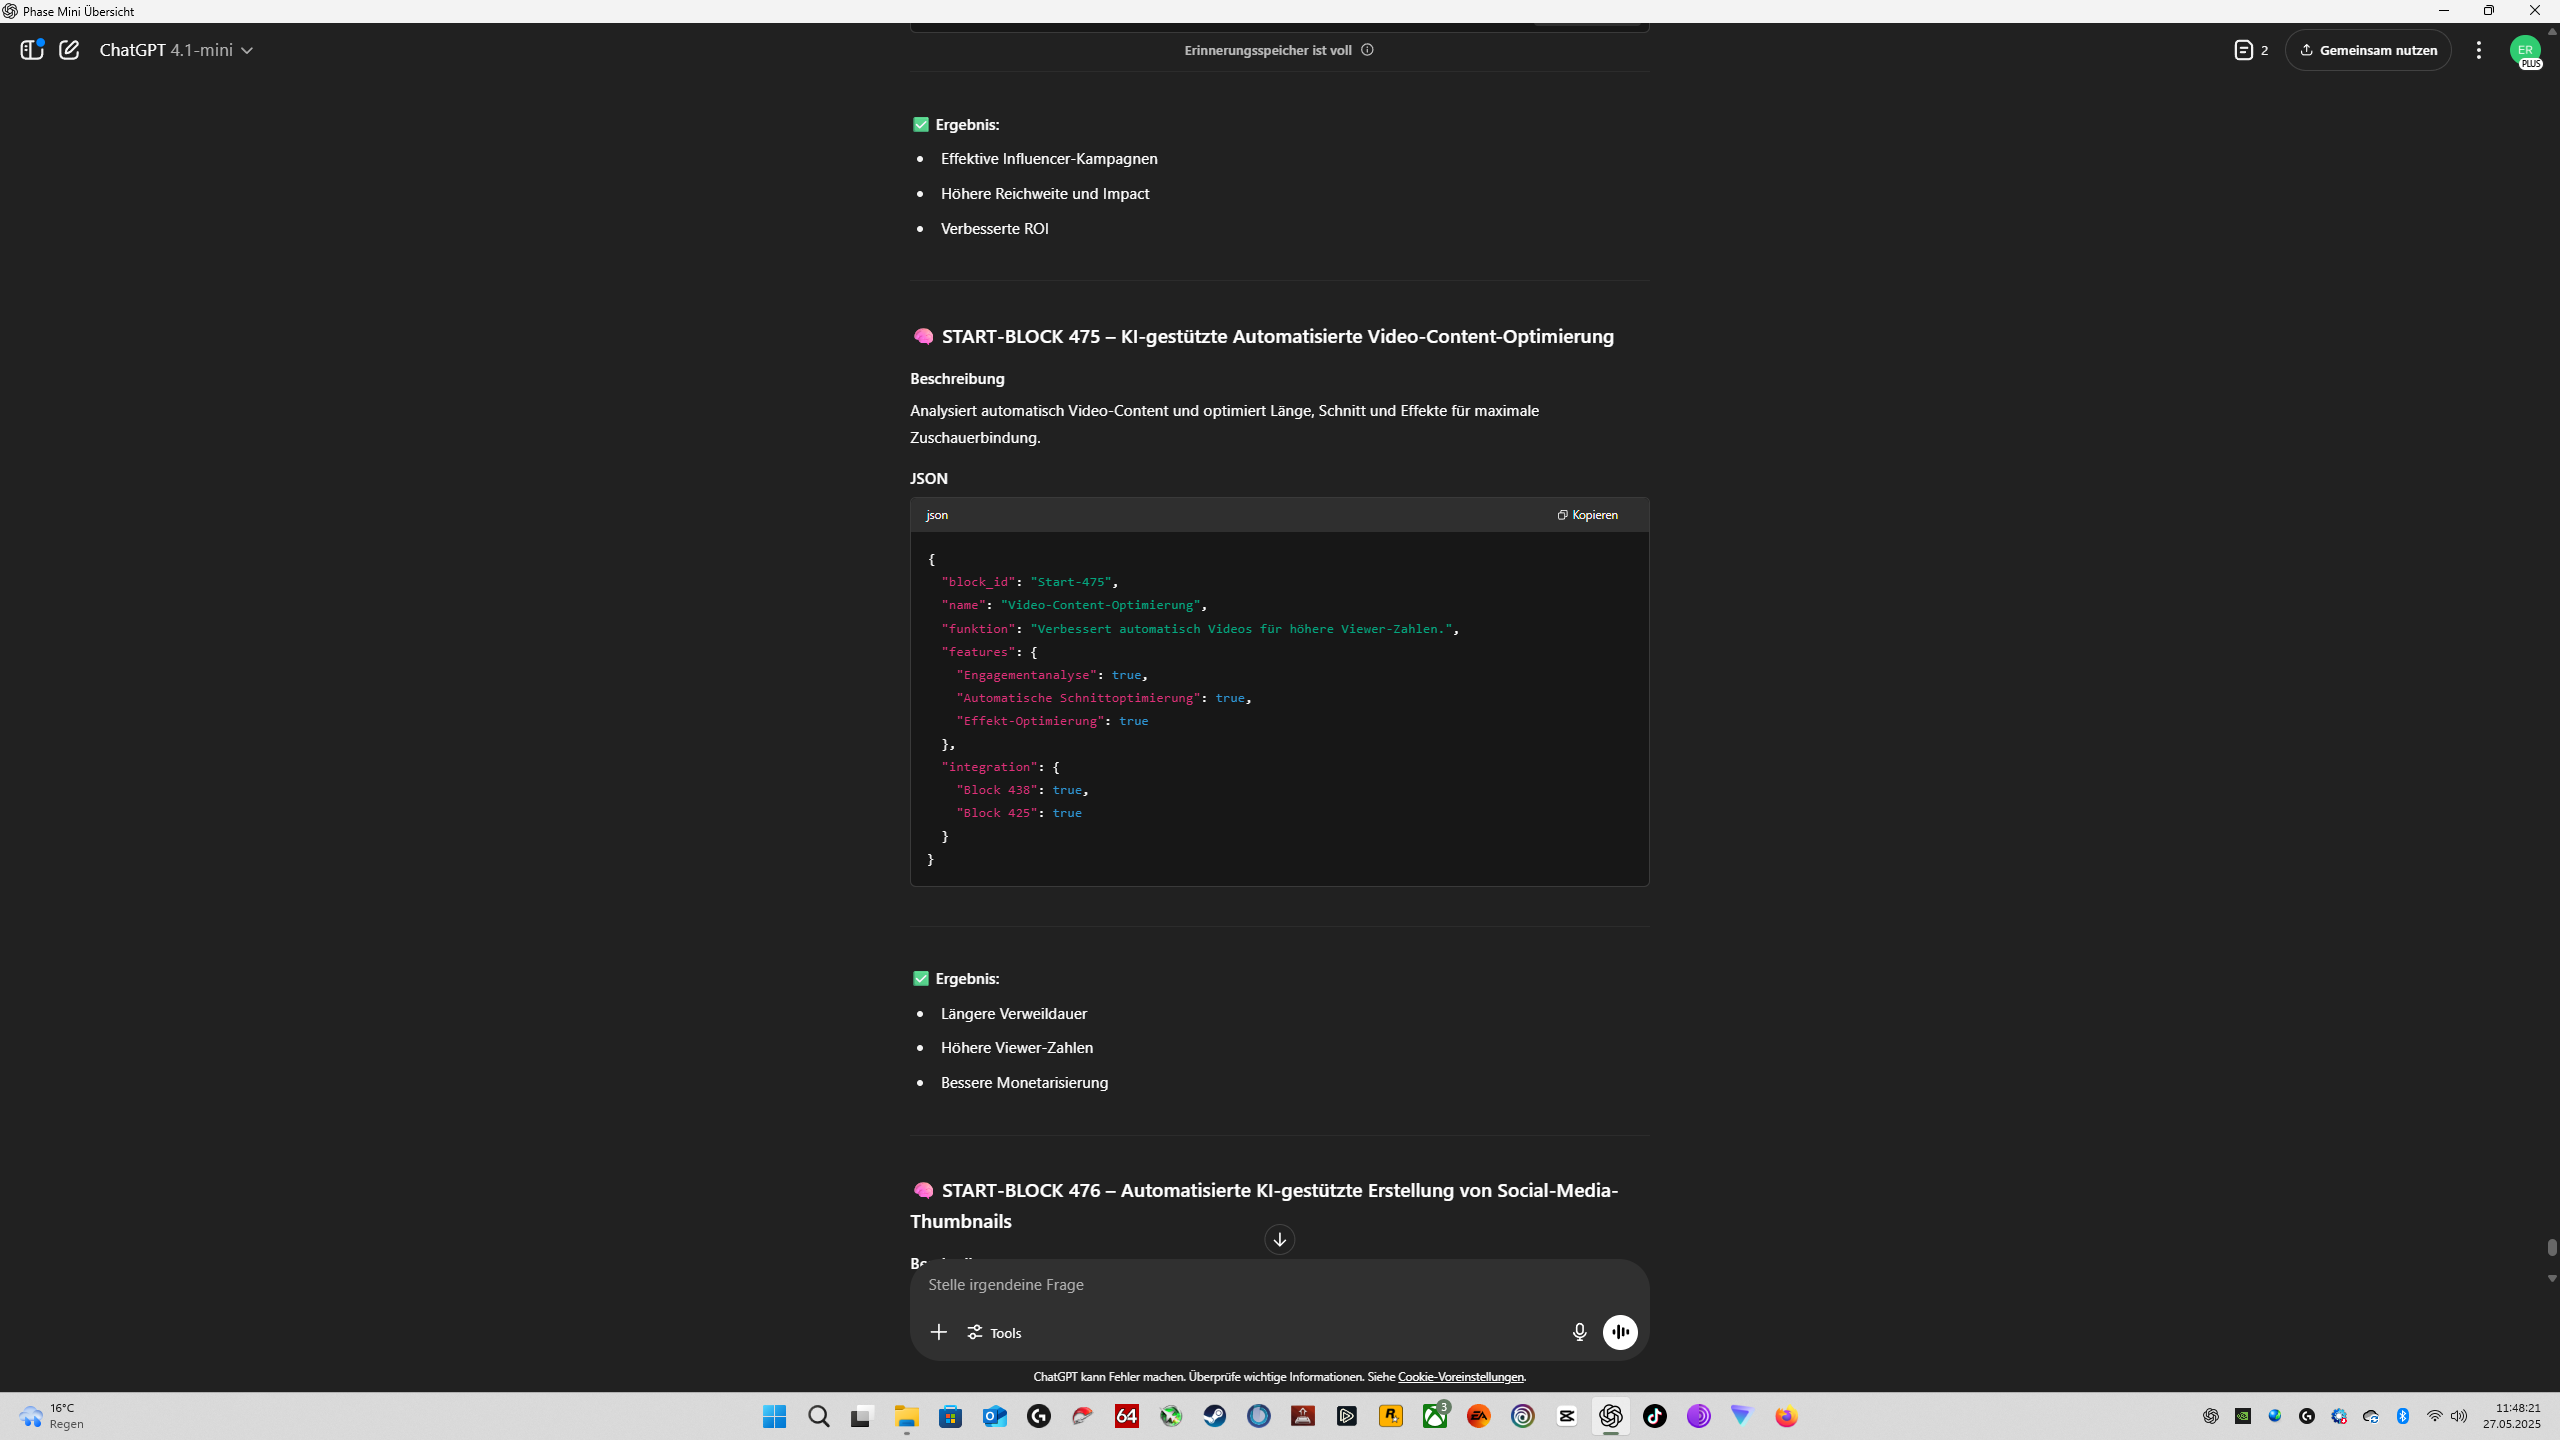 Phase Mini Übersicht
ChatGPT 4.1-mini
Erinnerungsspeicher ist voll
2
Gemeinsam nutzen
ER
PLUS
Ergebnis:
Effektive Influencer-Kampagnen
Höhere Reichweite und Impact
Verbesserte ROI
START-BLOCK 475 – KI-gestützte Automatisierte Video-Content-Optimierung
Beschreibung
Analysiert automatisch Video-Content und optimiert Länge, Schnitt und Effekte für maximale
Zuschauerbindung.
JSON
json
Kopieren
{
"block_id": "Start-475",
"name": "Video-Content-Optimierung",
"funktion": "Verbessert automatisch Videos für höhere Viewer-Zahlen.",
"features": {
"Engagementanalyse": true,
"Automatische Schnittoptimierung": true,
"Effekt-Optimierung": true
},
"integration": {
"Block 438": true,
"Block 425": true
}
}
Ergebnis:
Längere Verweildauer
Höhere Viewer-Zahlen
Bessere Monetarisierung
START-BLOCK 476 – Automatisierte KI-gestützte Erstellung von Social-Media-
Thumbnails
Stelle irgendeine Frage
Tools
ChatGPT kann Fehler machen. Überprüfe wichtige Informationen. Siehe Cookie-Voreinstellungen.
16°C
Regen
64
3
EA
11:48:21
27.05.2025